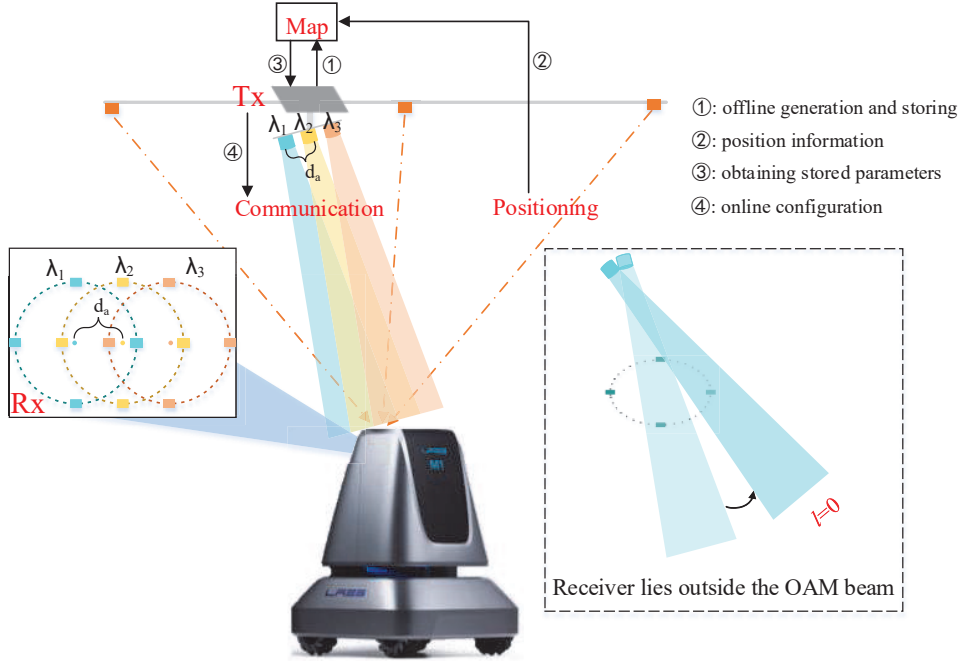 Map
③
①
②
Tx
λ1 λ2 λ3
④
da
Communication
Positioning
①: offline generation and storing
②: position information
③: obtaining stored parameters
④: online configuration
λ1
λ2
λ3
da
Rx
M1
l=0
Receiver lies outside the OAM beam